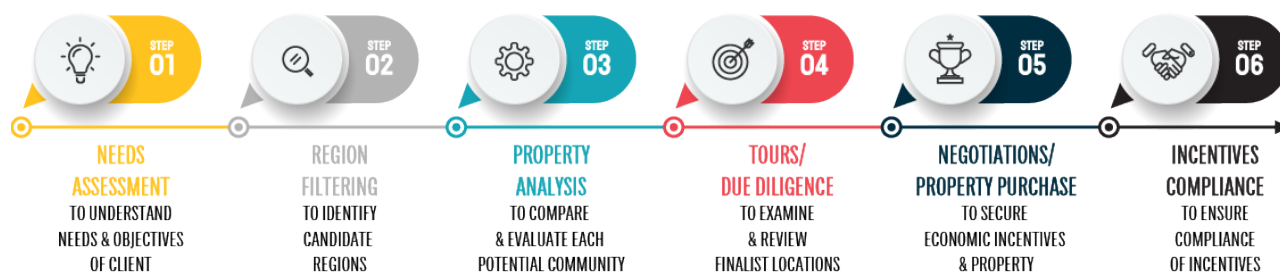 STEP
01
NEEDS
ASSESSMENT
TO UNDERSTAND
NEEDS & OBJECTIVES
OF CLIENT
STEP
02
REGION
FILTERING
TO IDENTIFY
CANDIDATE
REGIONS
STEP
03
PROPERTY
ANALYSIS
TO COMPARE
& EVALUATE EACH
POTENTIAL COMMUNITY
STEP
04
TOURS/
DUE DILIGENCE
TO EXAMINE
& REVIEW
FINALIST LOCATIONS
STEP
05
NEGOTIATIONS/
PROPERTY PURCHASE
TO SECURE
ECONOMIC INCENTIVES
& PROPERTY
STEP
06
INCENTIVES
COMPLIANCE
TO ENSURE
COMPLIANCE
OF INCENTIVES